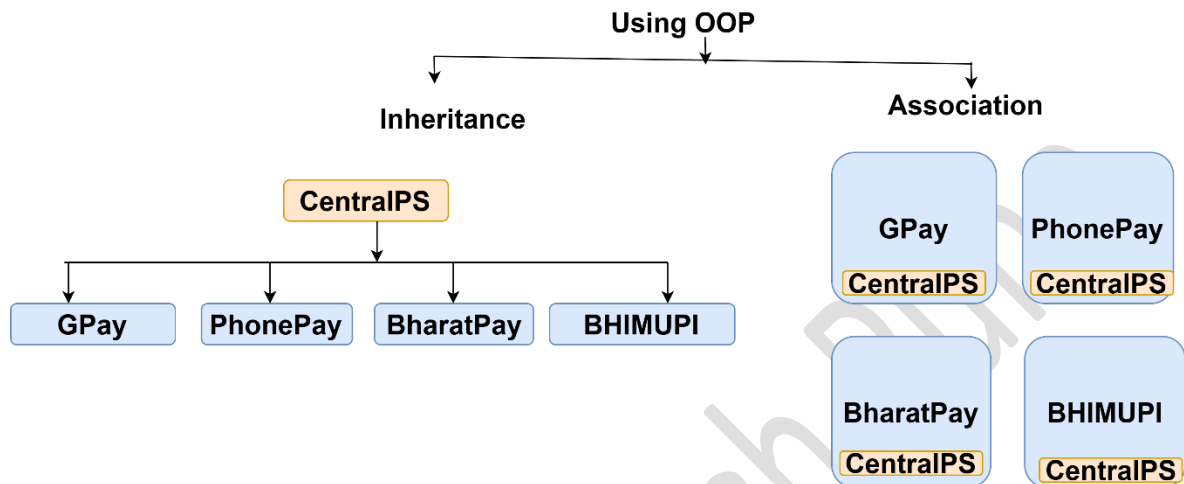 Using OOP
Inheritance
Association
CentralPS
GPay
PhonePay
BharatPay
BHIMUPI
GPay
CentralPS
PhonePay
CentralPS
BharatPay
CentralPS
BHIMUPI
CentralPS